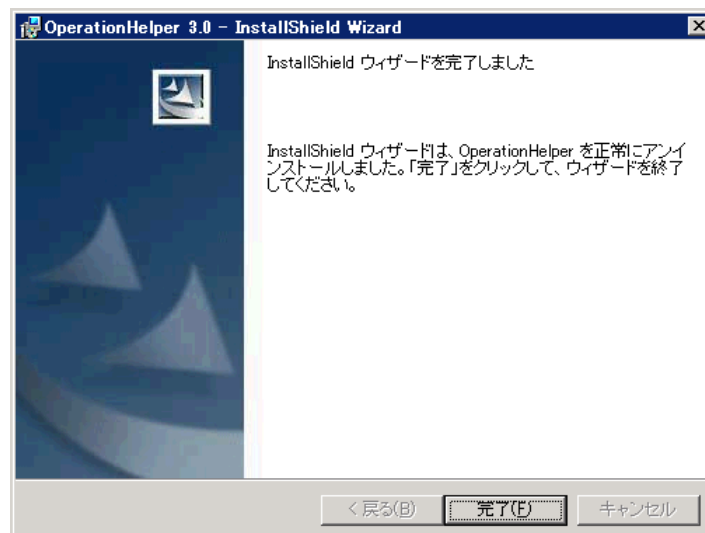 OperationHelper 3.0 - InstallShield Wizard
InstallShield ウィザードを完了しました
InstallShield ウィザードは、OperationHelper を正常にアンイ
ンストールしました。「完了」をクリックして、ウィザードを終了
してください。
< 戻る(B)
完了(F)
キャンセル